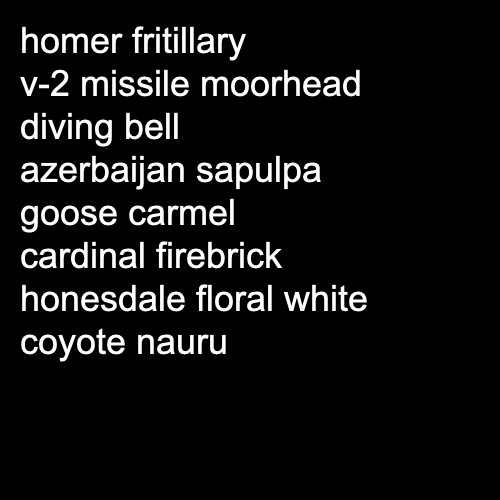 homer fritillary
v-2 missile moorhead
diving bell
azerbaijan sapulpa
goose carmel
cardinal firebrick
honesdale floral white
coyote nauru